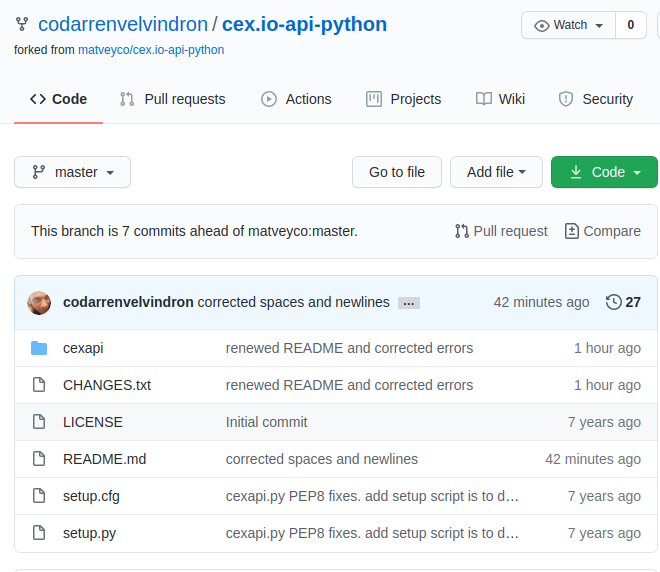 codarrenvelvindron / cex.io-api-python
Watch 0
forked from matveyco/cex.io-api-python
Code Pull requests Actions Projects Wiki Security
master Go to file Add file Code
This branch is 7 commits ahead of matveyco:master. Pull request Compare
codarrenvelvindron corrected spaces and newlines ... 42 minutes ago 27
cexapi renewed README and corrected errors 1 hour ago
CHANGES.txt renewed README and corrected errors 1 hour ago
LICENSE Initial commit 7 years ago
README.md corrected spaces and newlines 42 minutes ago
setup.cfg cexapi.py PEP8 fixes. add setup script is to d… 7 years ago
setup.py cexapi.py PEP8 fixes. add setup script is to d… 7 years ago